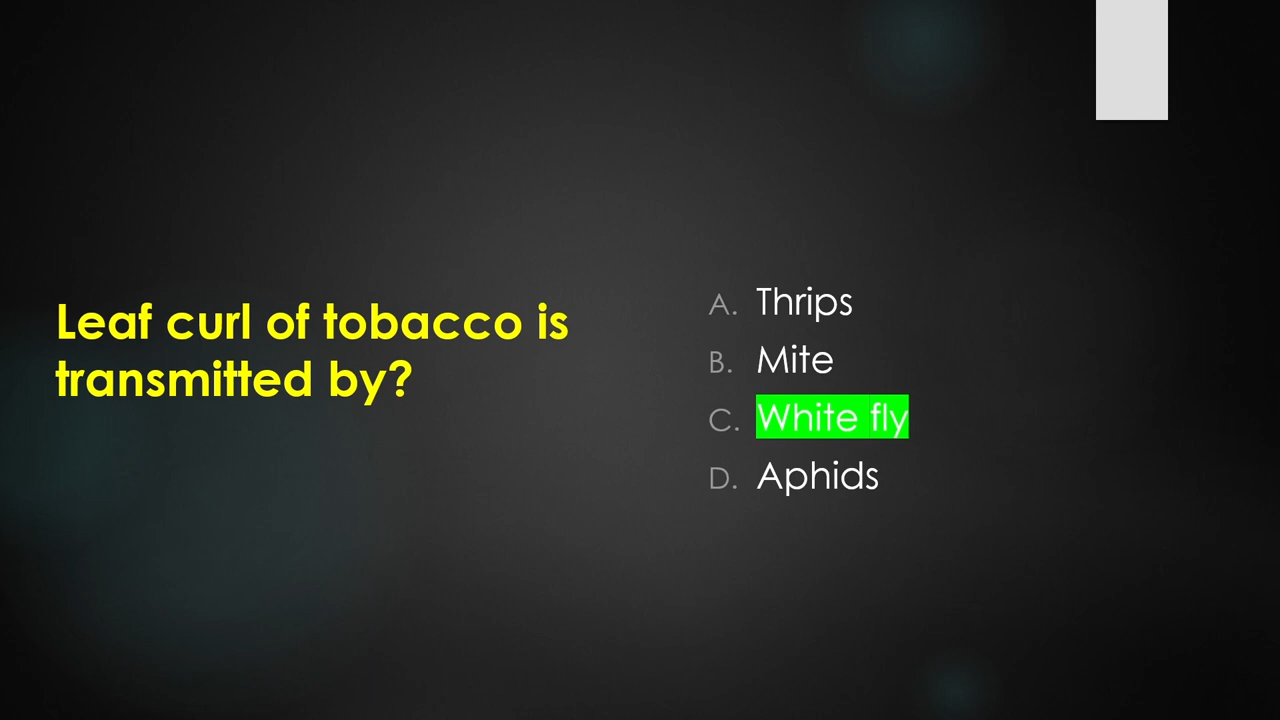 Leaf curl of tobacco is
transmitted by?
A. Thrips
B. Mite
C. White fly
D. Aphids